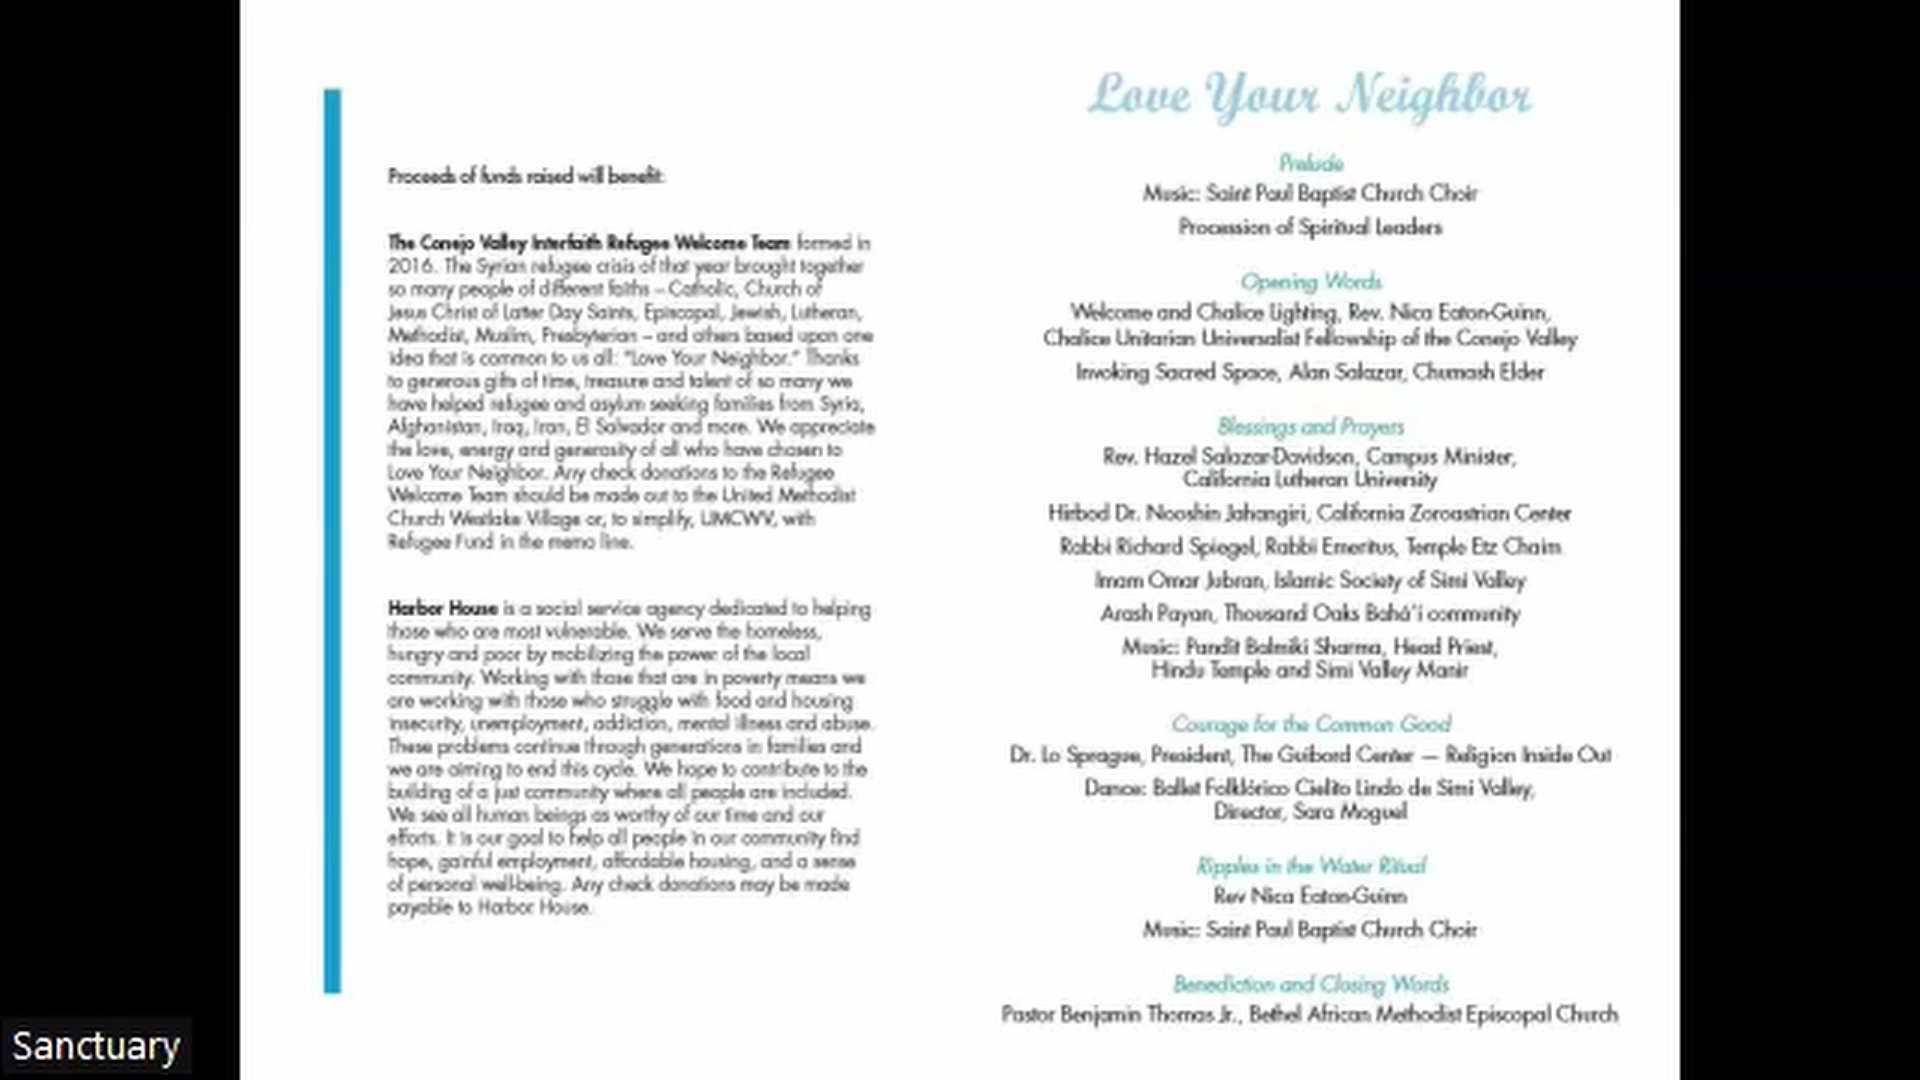 Proceeds of funds raised will benefit:
The Conejo Valley Interfaith Refugee Welcome Team formed in
2016. The Syrian refugee crisis of that year brought together
so many people of different faiths – Catholic, Church of
Jesus Christ of Latter Day Saints, Episcopal, Jewish, Lutheran,
Methodist, Muslim, Presbyterian – and others based upon one
idea that is common to us all: "Love Your Neighbor." Thanks
to generous gifts of time, treasure and talent of so many we
have helped refugee and asylum seeking families from Syria,
Afghanistan, Iraq, Iran, El Salvador and more. We appreciate
the love, energy and generosity of all who have chosen to
Love Your Neighbor. Any check donations to the Refugee
Welcome Team should be made out to the United Methodist
Church Westlake Village or, to simplify, UMCWV, with
Refugee Fund in the memo line.
Harbor House is a social service agency dedicated to helping
those who are most vulnerable. We serve the homeless,
hungry and poor by mobilizing the power of the local
community. Working with those that are in poverty means we
are working with those who struggle with food and housing
insecurity, unemployment, addiction, mental illness and abuse.
These problems continue through generations in families and
we are aiming to end this cycle. We hope to contribute to the
building of a just community where all people are included.
We see all human beings as worthy of our time and our
efforts. It is our goal to help all people in our community find
hope, gainful employment, affordable housing, and a sense
of personal well-being. Any check donations may be made
payable to Harbor House.
Love Your Neighbor
Prelude
Music: Saint Paul Baptist Church Choir
Procession of Spiritual Leaders
Opening Words
Welcome and Chalice Lighting, Rev. Nica Eaton-Guinn,
Chalice Unitarian Universalist Fellowship of the Conejo Valley
Invoking Sacred Space, Alan Salazar, Chumash Elder
Blessings and Prayers
Rev. Hazel Salazar-Davidson, Campus Minister,
California Lutheran University
Hirbod Dr. Nooshin Jahangiri, California Zoroastrian Center
Rabbi Richard Spiegel, Rabbi Emeritus, Temple Etz Chaim
Imam Omar Jubran, Islamic Society of Simi Valley
Arash Payan, Thousand Oaks Bahá'í community
Music: Pandit Balmiki Sharma, Head Priest,
Hindu Temple and Simi Valley Manir
Courage for the Common Good
Dr. Lo Sprague, President, The Guibord Center — Religion Inside Out
Dance: Ballet Folklórico Cielito Lindo de Simi Valley,
Director, Sara Moguel
Ripples in the Water Ritual
Rev Nica Eaton-Guinn
Music: Saint Paul Baptist Church Choir
Benediction and Closing Words
Pastor Benjamin Thomas Jr., Bethel African Methodist Episcopal Church
Sanctuary